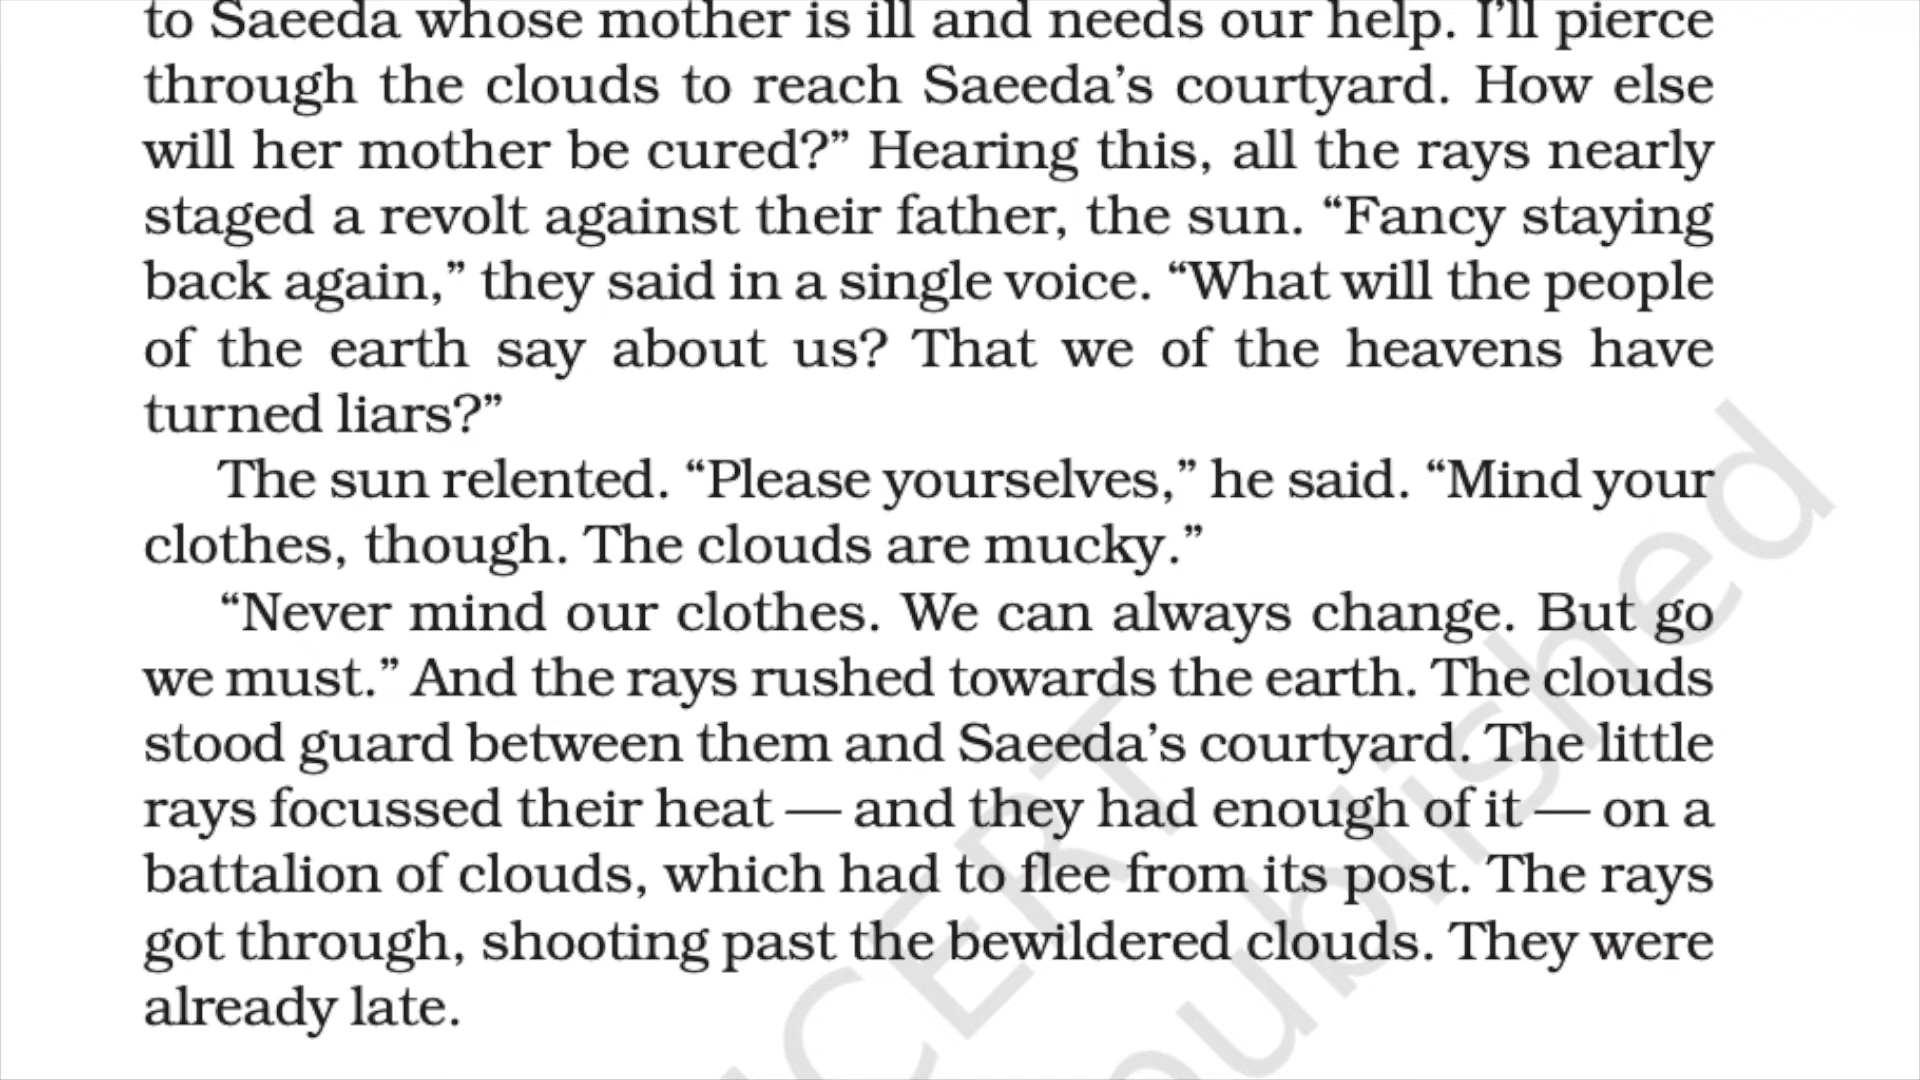 to Saeeda whose mother is ill and needs our help. I’ll pierce
through the clouds to reach Saeeda’s courtyard. How else
will her mother be cured?” Hearing this, all the rays nearly
staged a revolt against their father, the sun. “Fancy staying
back again,” they said in a single voice. “What will the people
of the earth say about us? That we of the heavens have
turned liars?”
The sun relented. “Please yourselves,” he said. “Mind your
clothes, though. The clouds are mucky.”
“Never mind our clothes. We can always change. But go
we must.” And the rays rushed towards the earth. The clouds
stood guard between them and Saeeda’s courtyard. The little
rays focussed their heat — and they had enough of it — on a
battalion of clouds, which had to flee from its post. The rays
got through, shooting past the bewildered clouds. They were
already late.